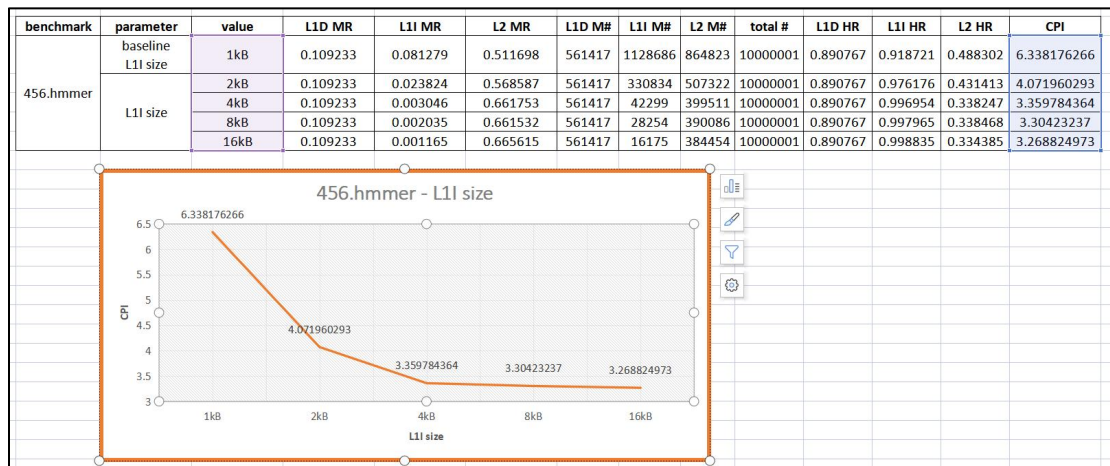 benchmark parameter value L1D MR L1I MR L2 MR L1D M# L1I M# L2 M# total # L1D HR L1I HR L2 HR CPI
456.hmmer baseline L1I size 1kB 0.109233 0.081279 0.511698 561417 1128686 864823 10000001 0.890767 0.918721 0.488302 6.338176266
L1I size 2kB 0.109233 0.023824 0.568587 561417 330834 507322 10000001 0.890767 0.976176 0.431413 4.071960293
4kB 0.109233 0.003046 0.661753 561417 42299 399511 10000001 0.890767 0.996954 0.338247 3.359784364
8kB 0.109233 0.002035 0.661532 561417 28254 390086 10000001 0.890767 0.997965 0.338468 3.30423237
16kB 0.109233 0.001165 0.665615 561417 16175 384454 10000001 0.890767 0.998835 0.334385 3.268824973
456.hmmer - L1I size
6.338176266
6.5
6
5.5
5
4.5
4
3.5
3
CPI
4.071960293
3.359784364
3.30423237
3.268824973
1kB 2kB 4kB 8kB 16kB
L1I size